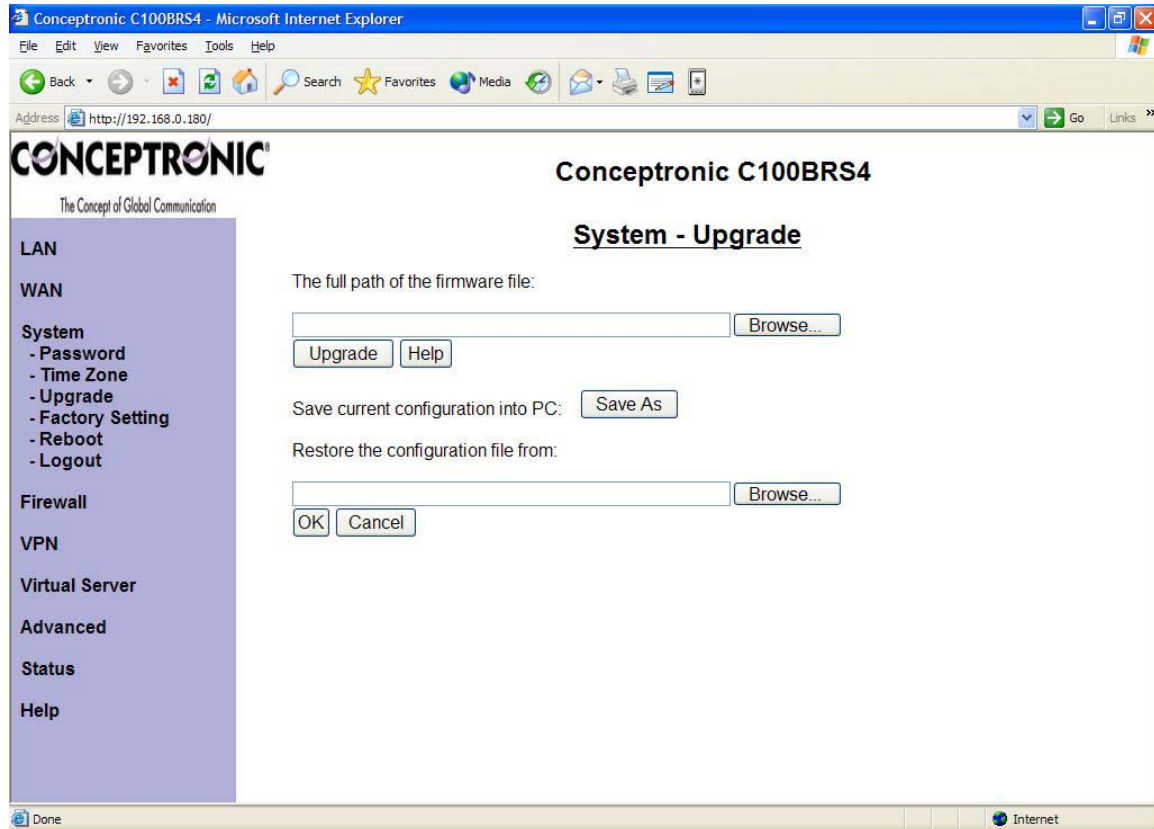 Conceptronic C100BRS4 - Microsoft Internet Explorer
File Edit View Favorites Tools Help
Back Search Favorites Media
Address http://192.168.0.180/ Go Links »
CONCEPTRONIC®
The Concept of Global Communication
Conceptronic C100BRS4
System - Upgrade
LAN
WAN
System
- Password
- Time Zone
- Upgrade
- Factory Setting
- Reboot
- Logout
Firewall
VPN
Virtual Server
Advanced
Status
Help
The full path of the firmware file:
Browse...
Upgrade Help
Save current configuration into PC: Save As
Restore the configuration file from:
Browse...
OK Cancel
Done Internet